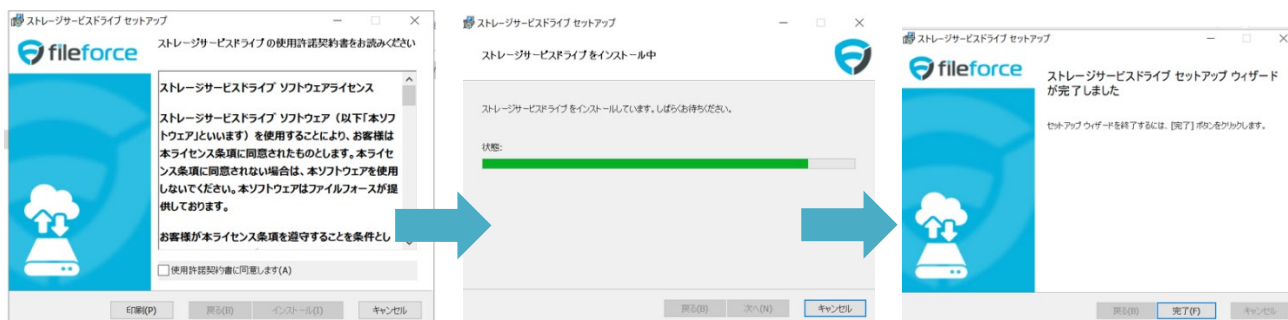 ストレージサービスドライブ セットアップ
fileforce
ストレージサービスドライブ の使用許諾契約書をお読みください
ストレージサービスドライブ ソフトウェアライセンス
ストレージサービスドライブ ソフトウェア（以下「本ソフ
トウェア」といいます）を使用することにより、お客様は
本ライセンス条項に同意されたものとします。本ライセ
ンス条項に同意されない場合は、本ソフトウェアを使用
しないでください。本ソフトウェアはファイルフォースが提
供しております。
お客様が本ライセンス条項を遵守することを条件とし
使用許諾契約書に同意します(A)
印刷(P)
戻る(B)
インストール(I)
キャンセル
ストレージサービスドライブ セットアップ
ストレージサービスドライブ をインストール中
ストレージサービスドライブ をインストールしています。しばらくお待ちください。
状態:
戻る(B)
次へ(N)
キャンセル
ストレージサービスドライブ セットアップ
fileforce
ストレージサービスドライブ セットアップ ウィザード
が完了しました
セットアップ ウィザードを終了するには、[完了] ボタンをクリックします。
戻る(B)
完了(F)
キャンセル